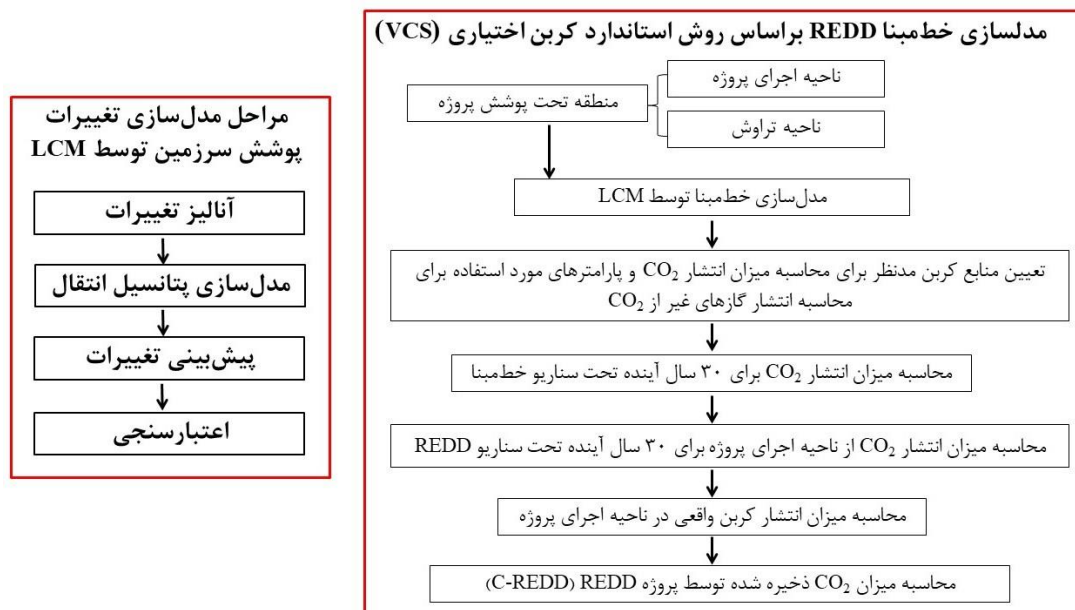 مدلسازی خط‌مبنا REDD براساس روش استاندارد کربن اختیاری (VCS)
ناحیه اجرای پروژه
منطقه تحت پوشش پروژه
ناحیه تراوش
مدل‌سازی خط‌مبنا توسط LCM
تعیین منابع کربن مدنظر برای محاسبه میزان انتشار CO₂ و پارامترهای مورد استفاده برای
محاسبه انتشار گازهای غیر از CO₂
محاسبه میزان انتشار CO₂ برای ۳۰ سال آینده تحت سناریو خط‌مبنا
محاسبه میزان انتشار CO₂ از ناحیه اجرای پروژه برای ۳۰ سال آینده تحت سناریو REDD
محاسبه میزان انتشار کربن واقعی در ناحیه اجرای پروژه
محاسبه میزان CO₂ ذخیره شده توسط پروژه REDD (C-REDD)
مراحل مدل‌سازی تغییرات
پوشش سرزمین توسط LCM
آنالیز تغییرات
مدل‌سازی پتانسیل انتقال
پیش‌بینی تغییرات
اعتبارسنجی